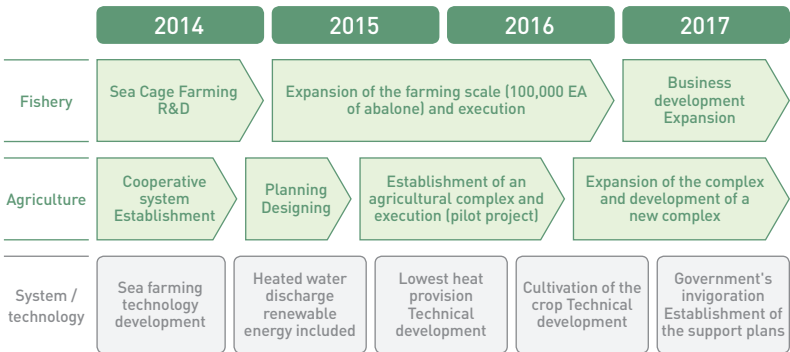 2014
2015
2016
2017
Fishery
Sea Cage Farming
R&D
Expansion of the farming scale (100,000 EA
of abalone) and execution
Business
development
Expansion
Agriculture
Cooperative
system
Establishment
Planning
Designing
Establishment of an
agricultural complex and
execution (pilot project)
Expansion of the complex
and development of a
new complex
System /
technology
Sea farming
technology
development
Heated water
discharge
renewable
energy included
Lowest heat
provision
Technical
development
Cultivation of the
crop Technical
development
Government's
invigoration
Establishment of
the support plans